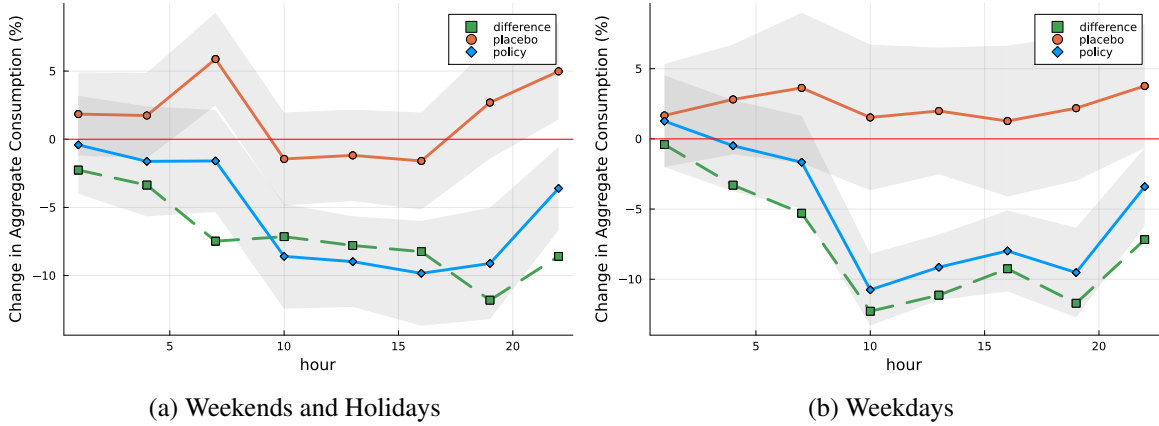 Change in Aggregate Consumption (%)
5
0
−5
−10
5
10
15
20
hour
difference
placebo
policy
(a) Weekends and Holidays
Change in Aggregate Consumption (%)
5
0
−5
−10
5
10
15
20
hour
difference
placebo
policy
(b) Weekdays